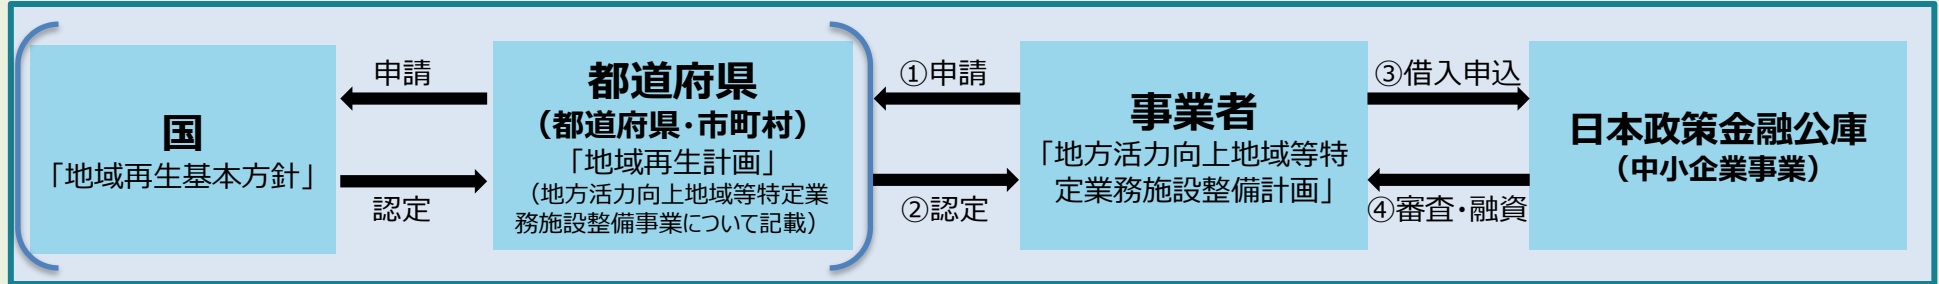 国
「地域再生基本方針」
申請
認定
都道府県
（都道府県・市町村）
「地域再生計画」
（地方活力向上地域等特定業
務施設整備事業について記載）
①申請
②認定
事業者
「地方活力向上地域等特
定業務施設整備計画」
③借入申込
④審査・融資
日本政策金融公庫
（中小企業事業）